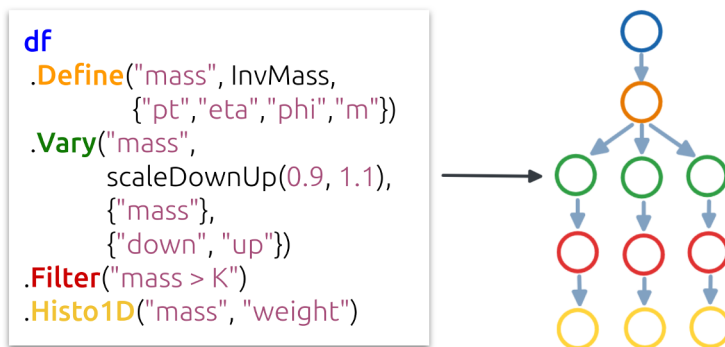 df
.Define("mass", InvMass,
{"pt","eta","phi","m"})
.Vary("mass",
scaleDownUp(0.9, 1.1),
{"mass"},
{"down", "up"})
.Filter("mass > K")
.Histo1D("mass", "weight")